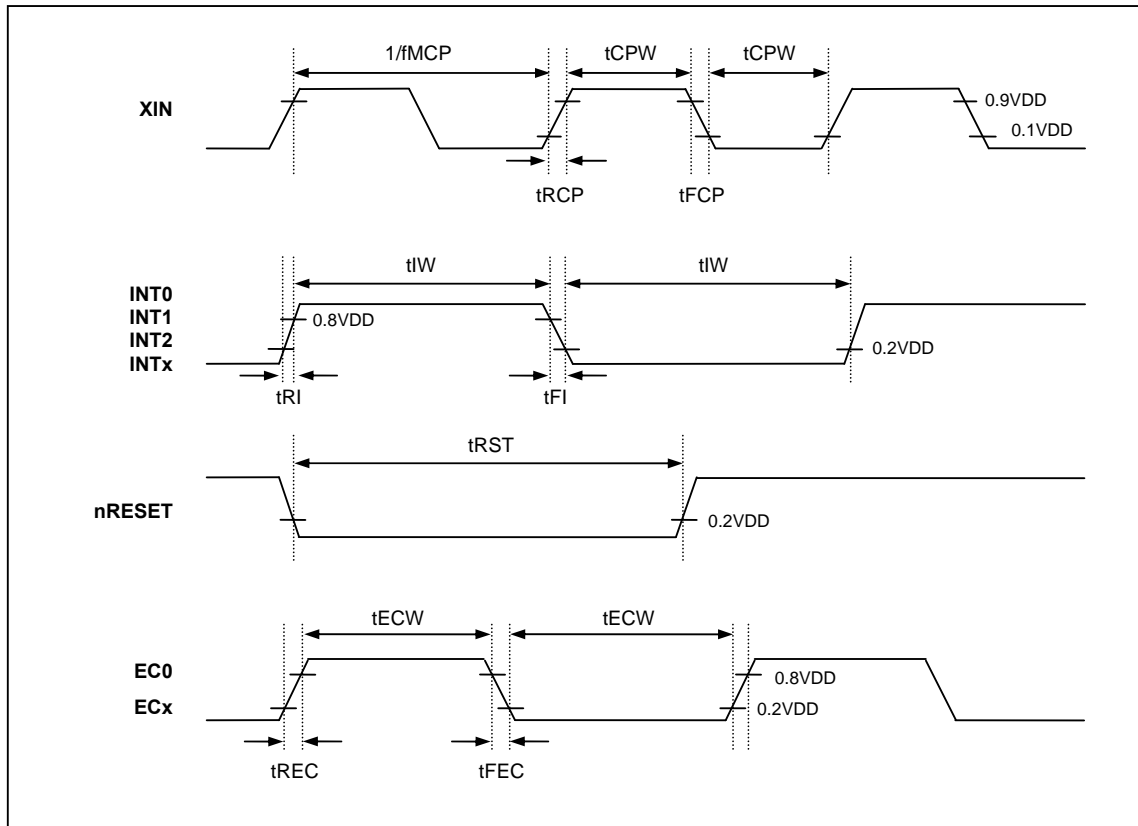 1/fMCP tCPW tCPW
XIN
0.9VDD
0.1VDD
tRCP tFCP
tIW tIW
INT0
INT1
INT2
INTx
0.8VDD
0.2VDD
tRI tFI
tRST
nRESET
0.2VDD
tECW tECW
EC0
ECx
0.8VDD
0.2VDD
tREC tFEC